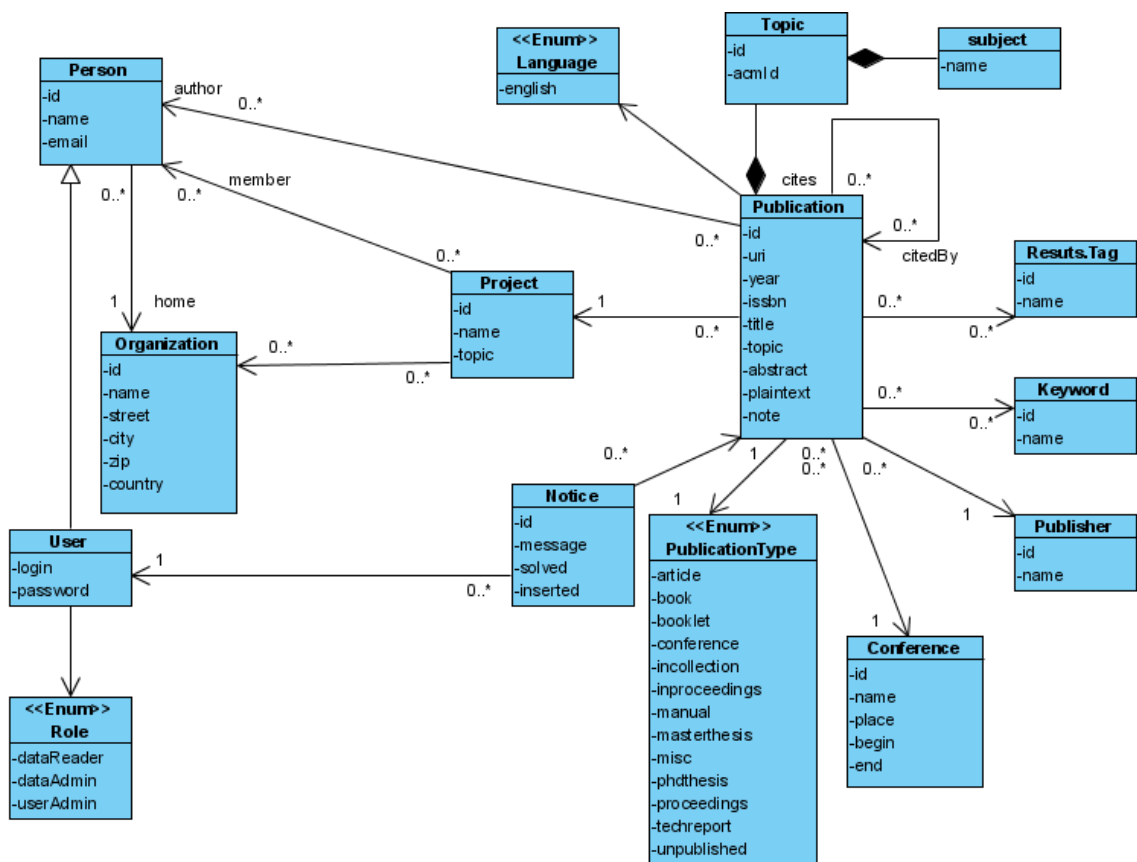 Topic
-id
-acmId
subject
-name
<<Enum>>
Language
-english
Person
-id
-name
-email
author
0..*
0..*
member
0..*
cites
0..*
0..*
citedBy
Publication
-id
-uri
-year
-issbn
-title
-topic
-abstract
-plaintext
-note
0..*
0..*
Resuts.Tag
-id
-name
0..*
0..*
Project
-id
-name
-topic
1
0..*
1
home
Organization
-id
-name
-street
-city
-zip
-country
0..*
0..*
Keyword
-id
-name
0..*
0..*
Notice
-id
-message
-solved
-inserted
0..*
1
0..*
1
1
0..*
0..*
0..*
1
Publisher
-id
-name
User
-login
-password
<<Enum>>
PublicationType
-article
-book
-booklet
-conference
-incollection
-inproceedings
-manual
-masterthesis
-misc
-phdthesis
-proceedings
-techreport
-unpublished
1
Conference
-id
-name
-place
-begin
-end
<<Enum>>
Role
-dataReader
-dataAdmin
-userAdmin